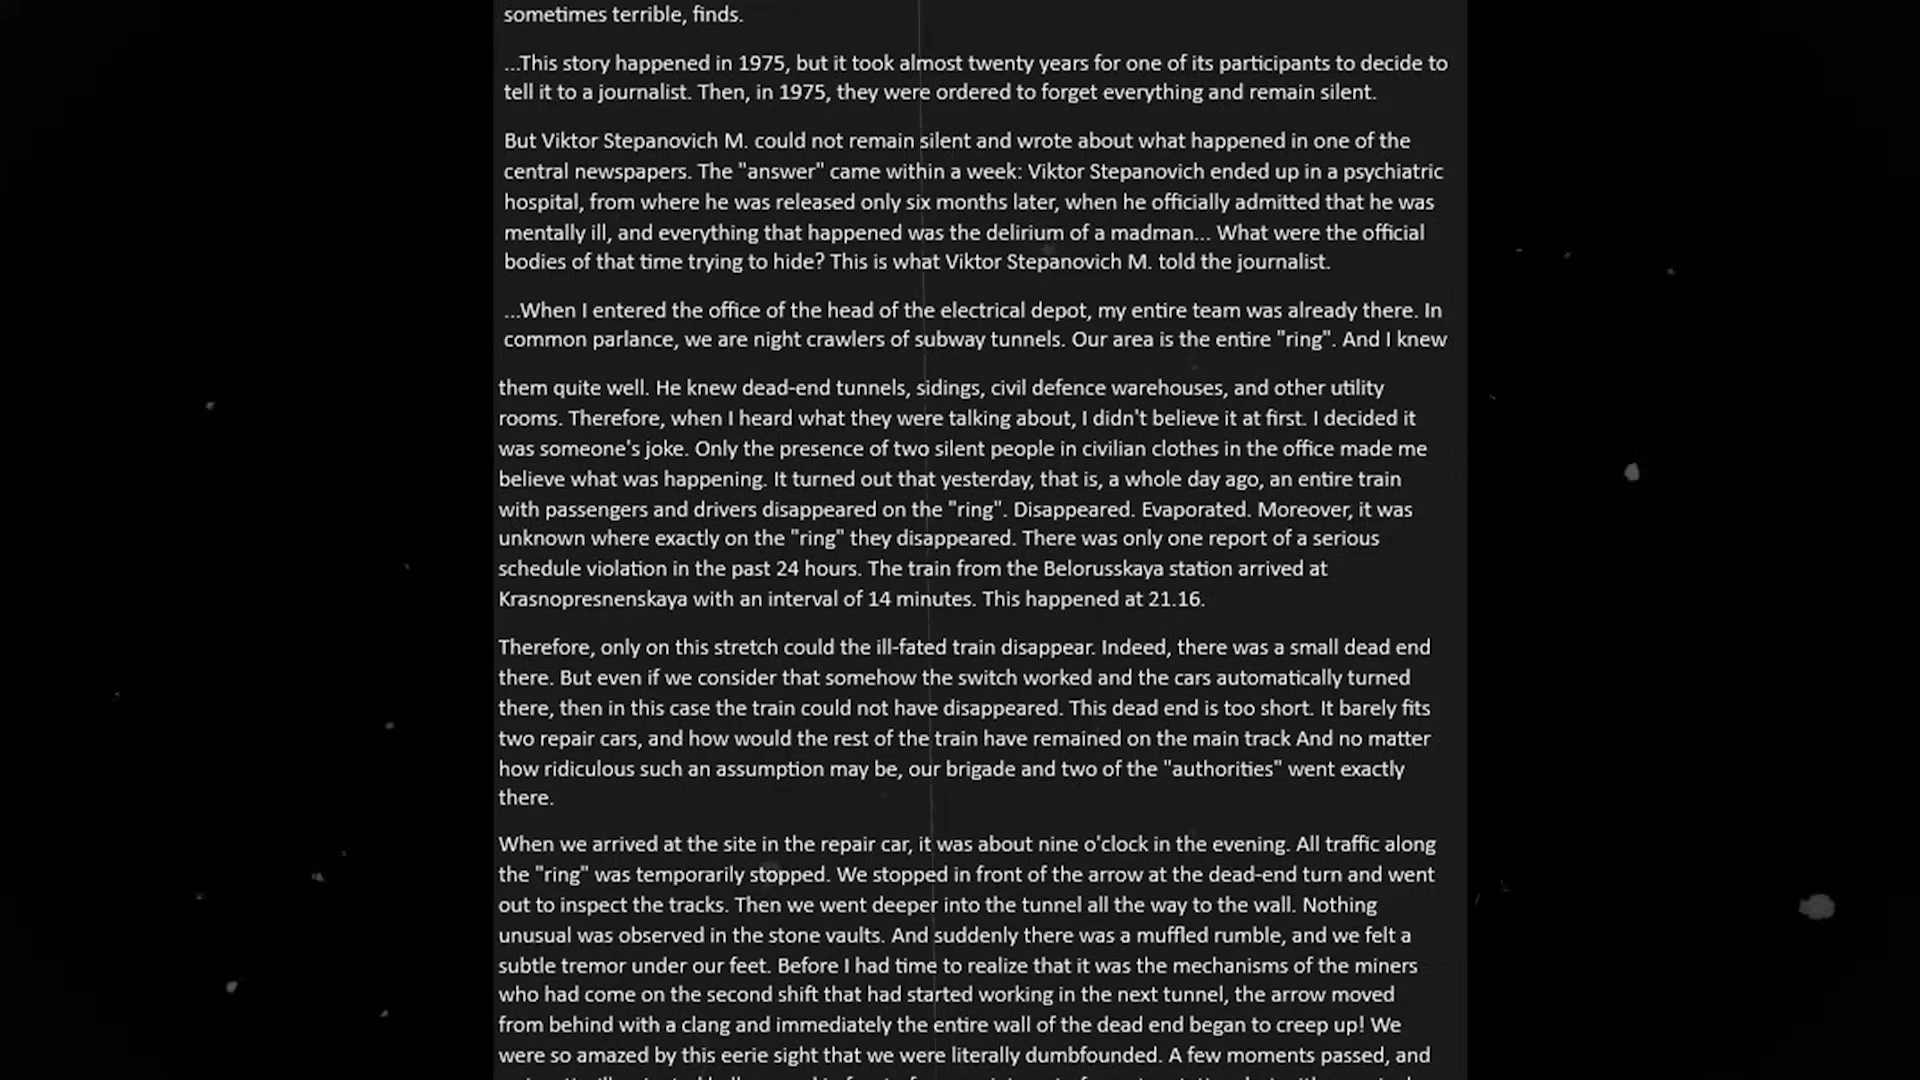 sometimes terrible, finds.
...This story happened in 1975, but it took almost twenty years for one of its participants to decide to
tell it to a journalist. Then, in 1975, they were ordered to forget everything and remain silent.
But Viktor Stepanovich M. could not remain silent and wrote about what happened in one of the
central newspapers. The "answer" came within a week: Viktor Stepanovich ended up in a psychiatric
hospital, from where he was released only six months later, when he officially admitted that he was
mentally ill, and everything that happened was the delirium of a madman... What were the official
bodies of that time trying to hide? This is what Viktor Stepanovich M. told the journalist.
...When I entered the office of the head of the electrical depot, my entire team was already there. In
common parlance, we are night crawlers of subway tunnels. Our area is the entire "ring". And I knew
them quite well. He knew dead-end tunnels, sidings, civil defence warehouses, and other utility
rooms. Therefore, when I heard what they were talking about, I didn't believe it at first. I decided it
was someone's joke. Only the presence of two silent people in civilian clothes in the office made me
believe what was happening. It turned out that yesterday, that is, a whole day ago, an entire train
with passengers and drivers disappeared on the "ring". Disappeared. Evaporated. Moreover, it was
unknown where exactly on the "ring" they disappeared. There was only one report of a serious
schedule violation in the past 24 hours. The train from the Belorusskaya station arrived at
Krasnopresnenskaya with an interval of 14 minutes. This happened at 21.16.
Therefore, only on this stretch could the ill-fated train disappear. Indeed, there was a small dead end
there. But even if we consider that somehow the switch worked and the cars automatically turned
there, then in this case the train could not have disappeared. This dead end is too short. It barely fits
two repair cars, and how would the rest of the train have remained on the main track And no matter
how ridiculous such an assumption may be, our brigade and two of the "authorities" went exactly
there.
When we arrived at the site in the repair car, it was about nine o'clock in the evening. All traffic along
the "ring" was temporarily stopped. We stopped in front of the arrow at the dead-end turn and went
out to inspect the tracks. Then we went deeper into the tunnel all the way to the wall. Nothing
unusual was observed in the stone vaults. And suddenly there was a muffled rumble, and we felt a
subtle tremor under our feet. Before I had time to realize that it was the mechanisms of the miners
who had come on the second shift that had started working in the next tunnel, the arrow moved
from behind with a clang and immediately the entire wall of the dead end began to creep up! We
were so amazed by this eerie sight that we were literally dumbfounded. A few moments passed, and